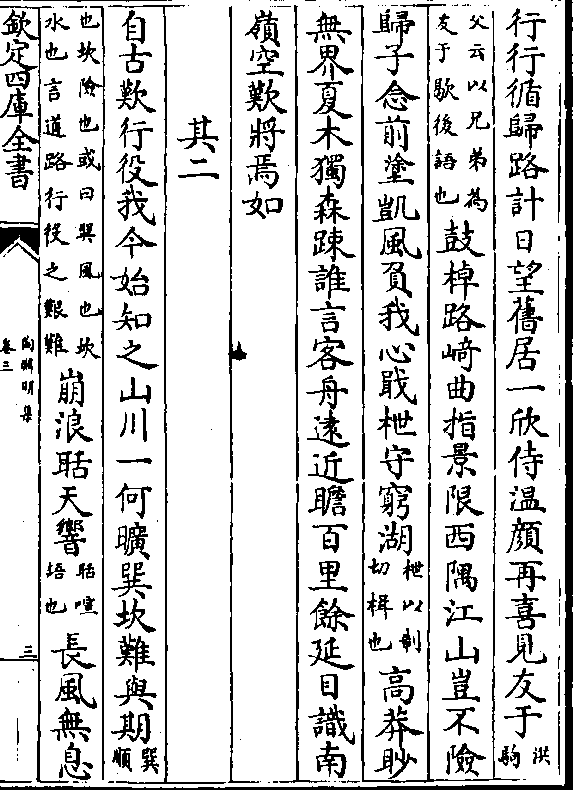 行行循歸路計日望舊居一欣侍温顔再喜見友于洪駒
父云以兄弟為友于歇後語也鼓棹路﨑曲指景限西隅江山豈不險
歸子念前塗凱風負我心戢枻守窮湖枻以制切楫也高莽眇
無界夏木獨森踈誰言客舟逺近瞻百里餘延目識南
嶺空歎將焉如
其二
自古歎行役我今始知之山川一何曠巽坎難與期巽順
也坎險也或曰巽風也坎水也言道路行役之艱難崩浪聒天響聒喧語也長風無息
欽定四庫全書
陶淵明集
卷三
三